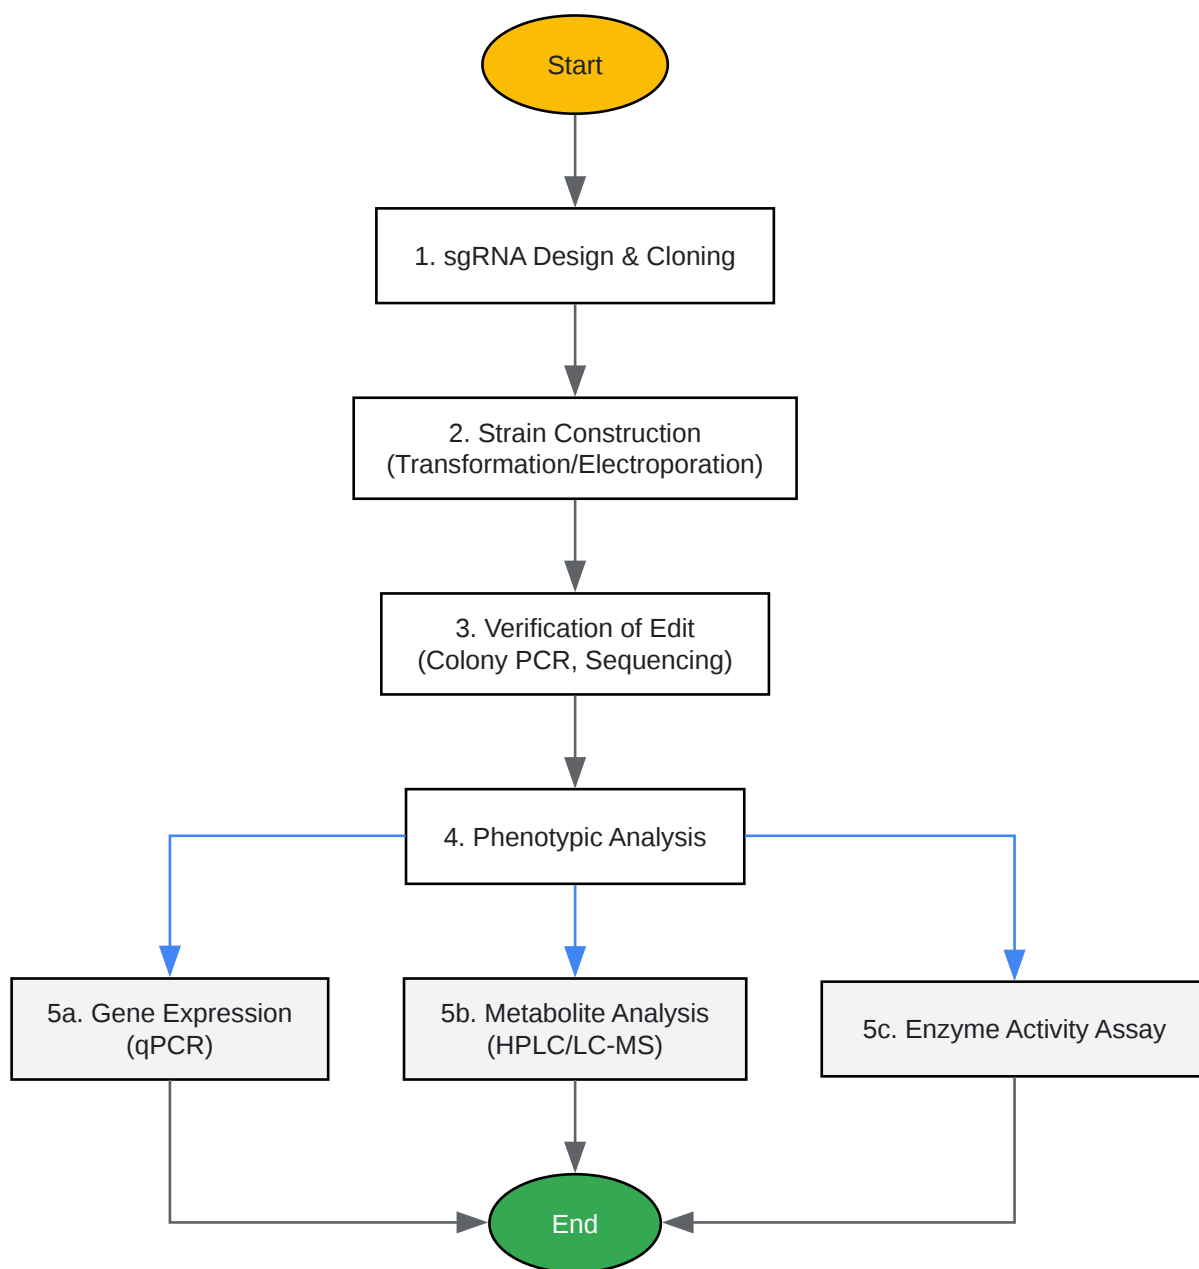 Start
1. sgRNA Design & Cloning
2. Strain Construction
(Transformation/Electroporation)
3. Verification of Edit
(Colony PCR, Sequencing)
4. Phenotypic Analysis
5a. Gene Expression
(qPCR)
5b. Metabolite Analysis
(HPLC/LC-MS)
5c. Enzyme Activity Assay
End